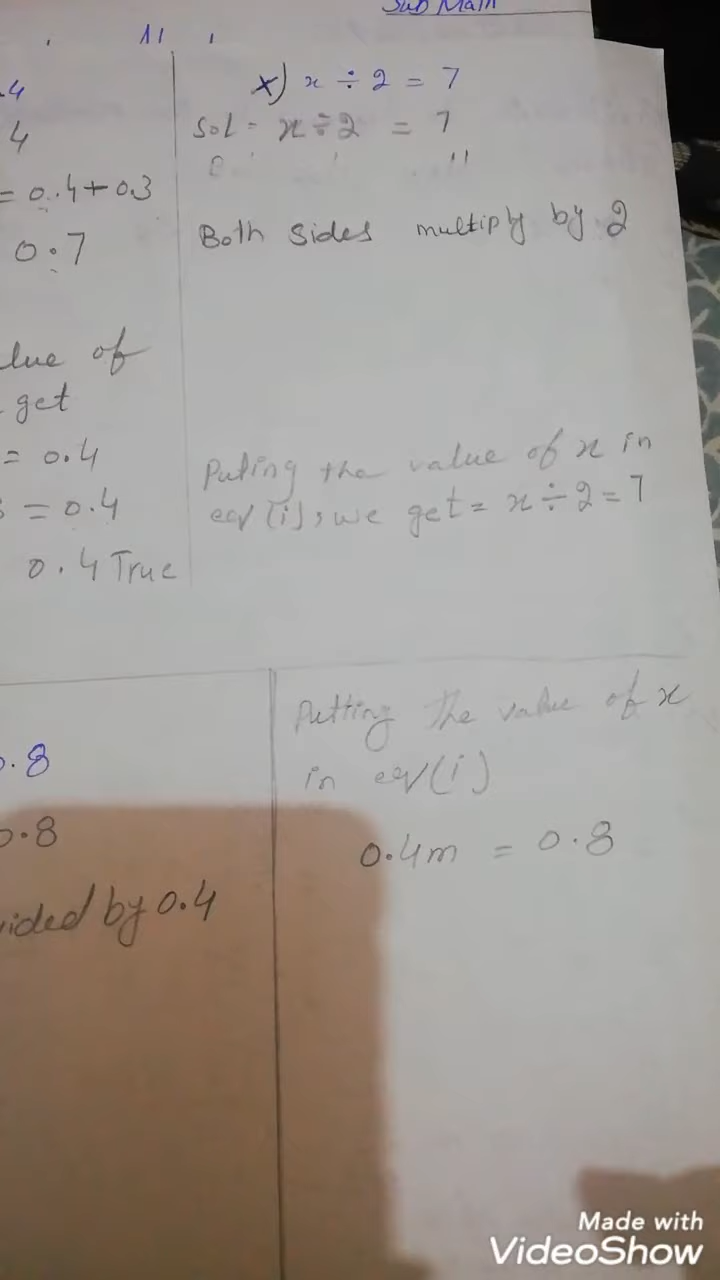 Sub Math
.4
4
= 0.4+0.3
0.7
lue of
get
= 0.4
= 0.4
0.4 True
x) x ÷ 2 = 7
Sol- x ÷ 2 = 7
Both Sides multiply by 2
Puting the value of x in
eq (i), we get = x ÷ 2 = 7
0.8
0.8
vided by 0.4
Putting the value of x
in eq (i)
0.4m = 0.8
Made with
VideoShow